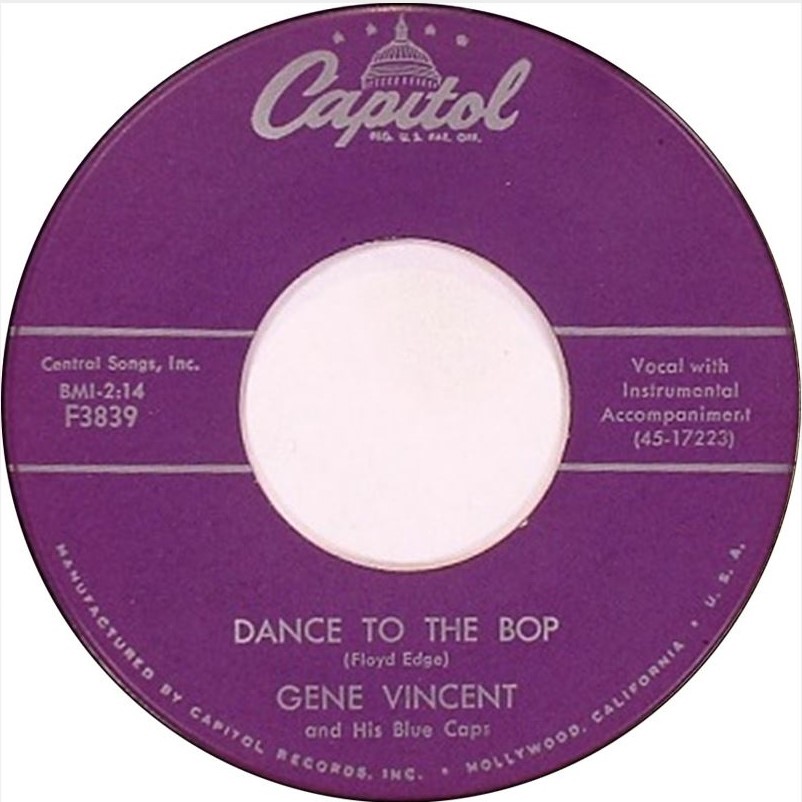 Capitol
REG. U.S. PAT. OFF.
Central Songs, Inc.
BMI-2:14
F3839
Vocal with
Instrumental
Accompaniment
(45-17223)
DANCE TO THE BOP
(Floyd Edge)
GENE VINCENT
and His Blue Caps
MANUFACTURED BY CAPITOL RECORDS, INC. • HOLLYWOOD, CALIFORNIA • U. S. A.